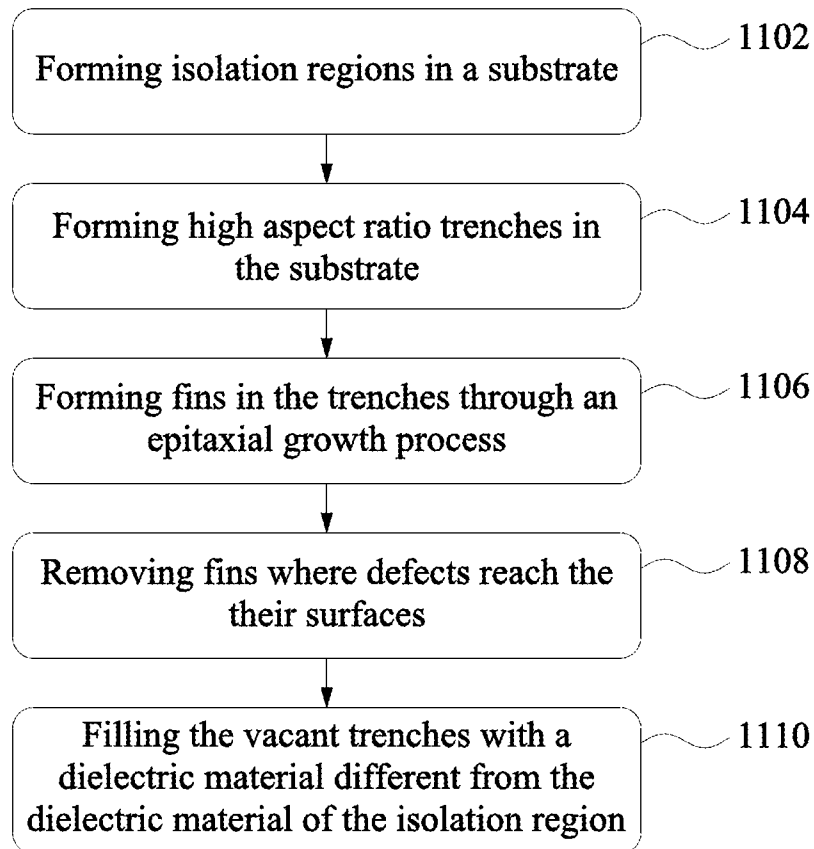 Forming isolation regions in a substrate
1102
Forming high aspect ratio trenches in
the substrate
1104
Forming fins in the trenches through an
epitaxial growth process
1106
Removing fins where defects reach the
their surfaces
1108
Filling the vacant trenches with a
dielectric material different from the
dielectric material of the isolation region
1110